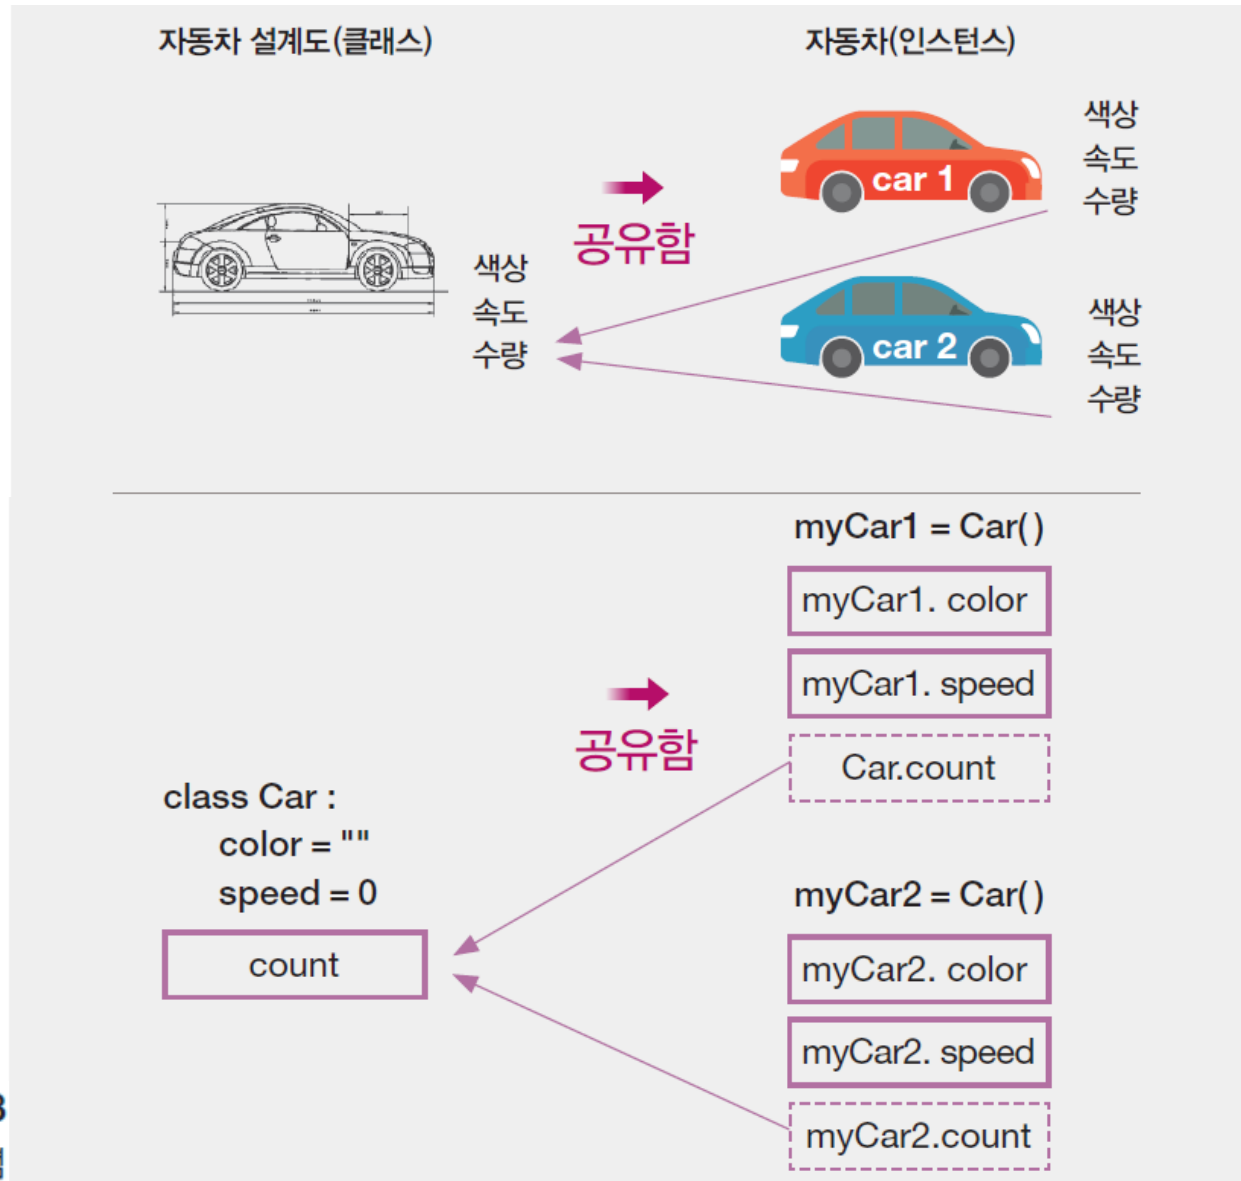 자동차 설계도(클래스)
자동차(인스턴스)
색상
속도
수량
공유함
car 1
색상
속도
수량
car 2
색상
속도
수량
myCar1 = Car( )
myCar1. color
myCar1. speed
Car.count
공유함
class Car :
color = ""
speed = 0
count
myCar2 = Car( )
myCar2. color
myCar2. speed
myCar2.count